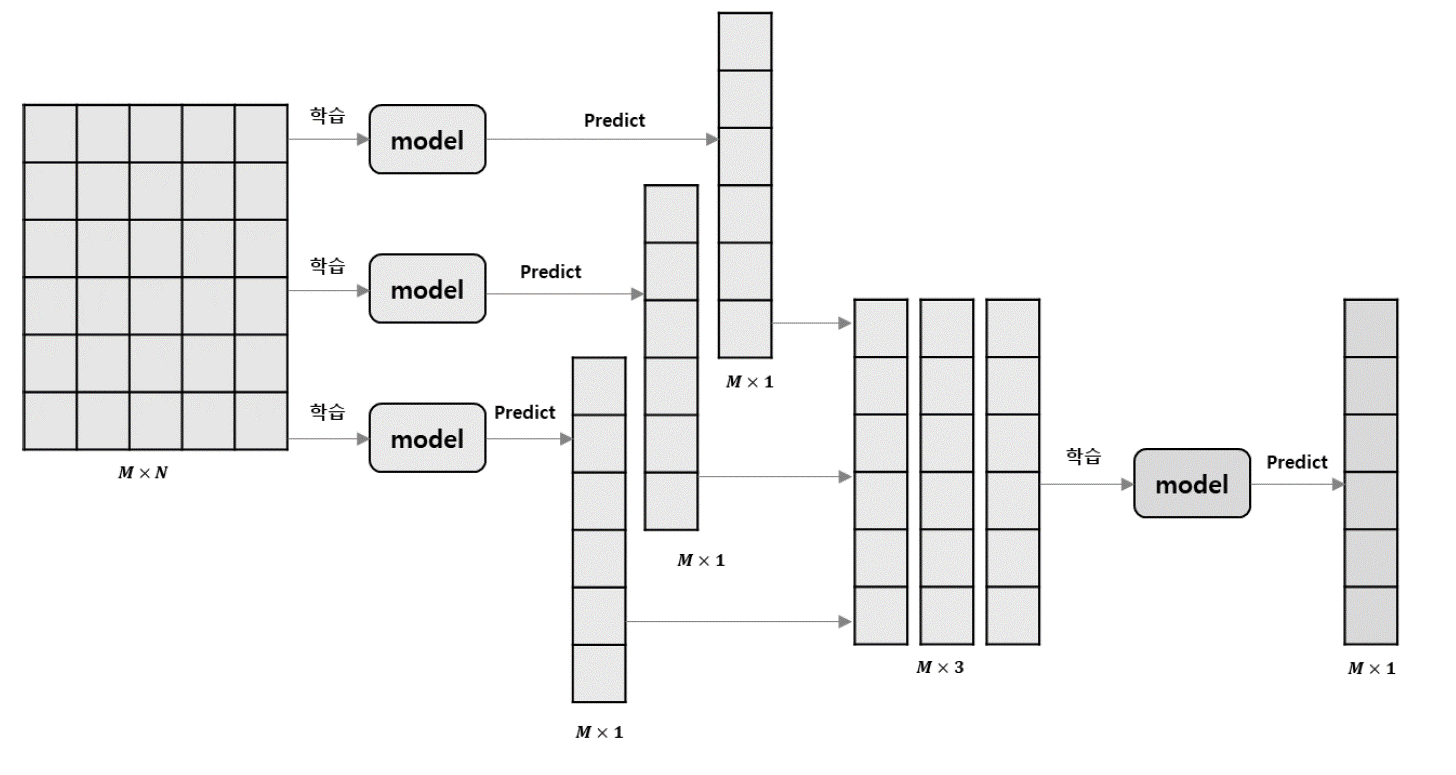 학습
model
Predict
학습
model
Predict
학습
model
Predict
M × N
M × 1
M × 1
M × 1
M × 3
학습
model
Predict
M × 1